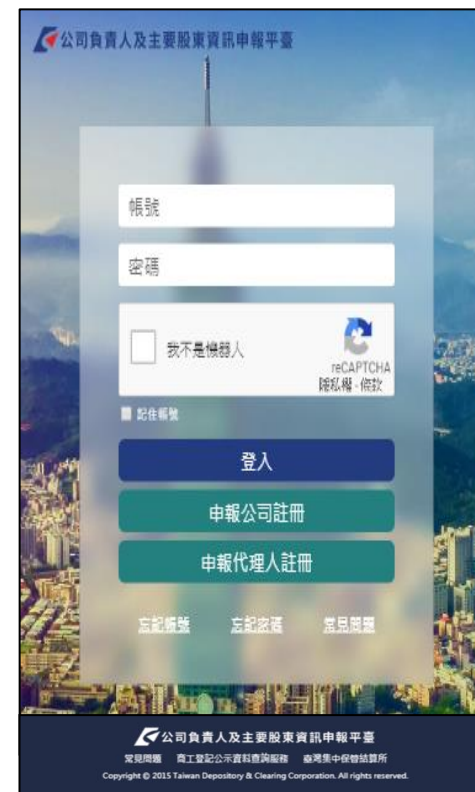 公司負責人及主要股東資訊申報平臺
帳號
密碼
我不是機器人
reCAPTCHA
隱私權 - 條款
記住帳號
登入
申報公司註冊
申報代理人註冊
忘記帳號 忘記密碼 常見問題
公司負責人及主要股東資訊申報平臺
常見問題 商工登記公示資料查詢服務 臺灣集中保管結算所
Copyright © 2015 Taiwan Depository & Clearing Corporation. All rights reserved.